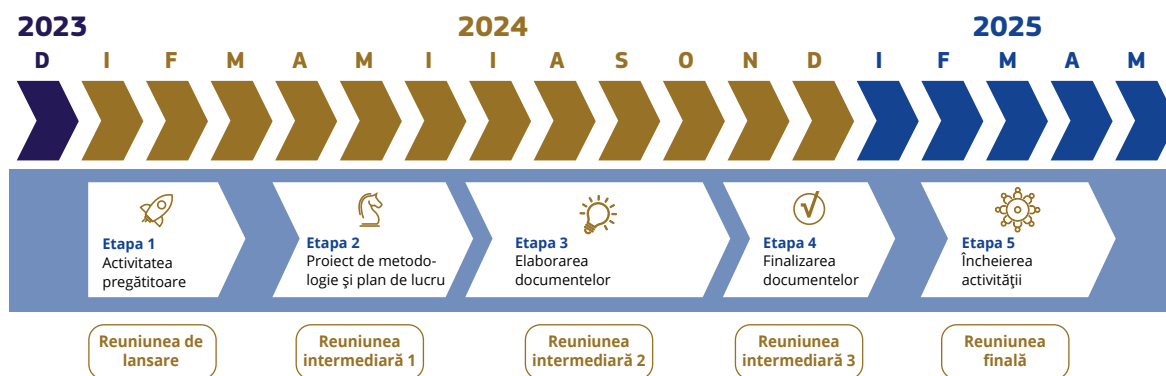 2023 2024 2025
D I F M A M I I A S O N D I F M A M
Etapa 1
Activitatea
pregătitoare
Etapa 2
Proiect de metodo-
logie și plan de lucru
Etapa 3
Elaborarea
documentelor
Etapa 4
Finalizarea
documentelor
Etapa 5
Încheierea
activității
Reuniunea de
lansare
Reuniunea
intermediară 1
Reuniunea
intermediară 2
Reuniunea
intermediară 3
Reuniunea
finală